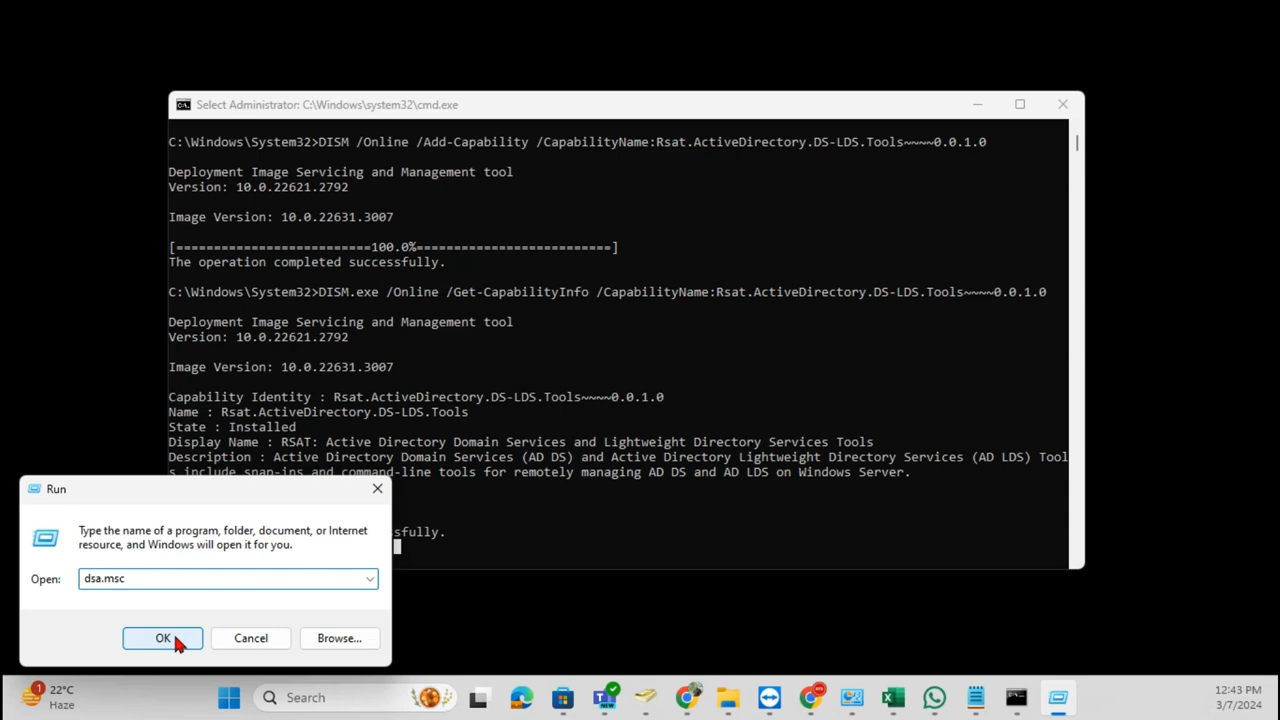 Select Administrator: C:\Windows\system32\cmd.exe
C:\Windows\System32>DISM /Online /Add-Capability /CapabilityName:Rsat.ActiveDirectory.DS-LDS.Tools~~~~0.0.1.0
Deployment Image Servicing and Management tool
Version: 10.0.22621.2792
Image Version: 10.0.22631.3007
[==========================100.0%==========================]
The operation completed successfully.
C:\Windows\System32>DISM.exe /Online /Get-CapabilityInfo /CapabilityName:Rsat.ActiveDirectory.DS-LDS.Tools~~~~0.0.1.0
Deployment Image Servicing and Management tool
Version: 10.0.22621.2792
Image Version: 10.0.22631.3007
Capability Identity : Rsat.ActiveDirectory.DS-LDS.Tools~~~~0.0.1.0
Name : Rsat.ActiveDirectory.DS-LDS.Tools
State : Installed
Display Name : RSAT: Active Directory Domain Services and Lightweight Directory Services Tools
Description : Active Directory Domain Services (AD DS) and Active Directory Lightweight Directory Services (AD LDS) Tool
s include snap-ins and command-line tools for remotely managing AD DS and AD LDS on Windows Server.
sfully.
Run
Type the name of a program, folder, document, or Internet
resource, and Windows will open it for you.
Open: dsa.msc
OK Cancel Browse...
1 22°C
Haze
Search
NEW
12:43 PM
3/7/2024